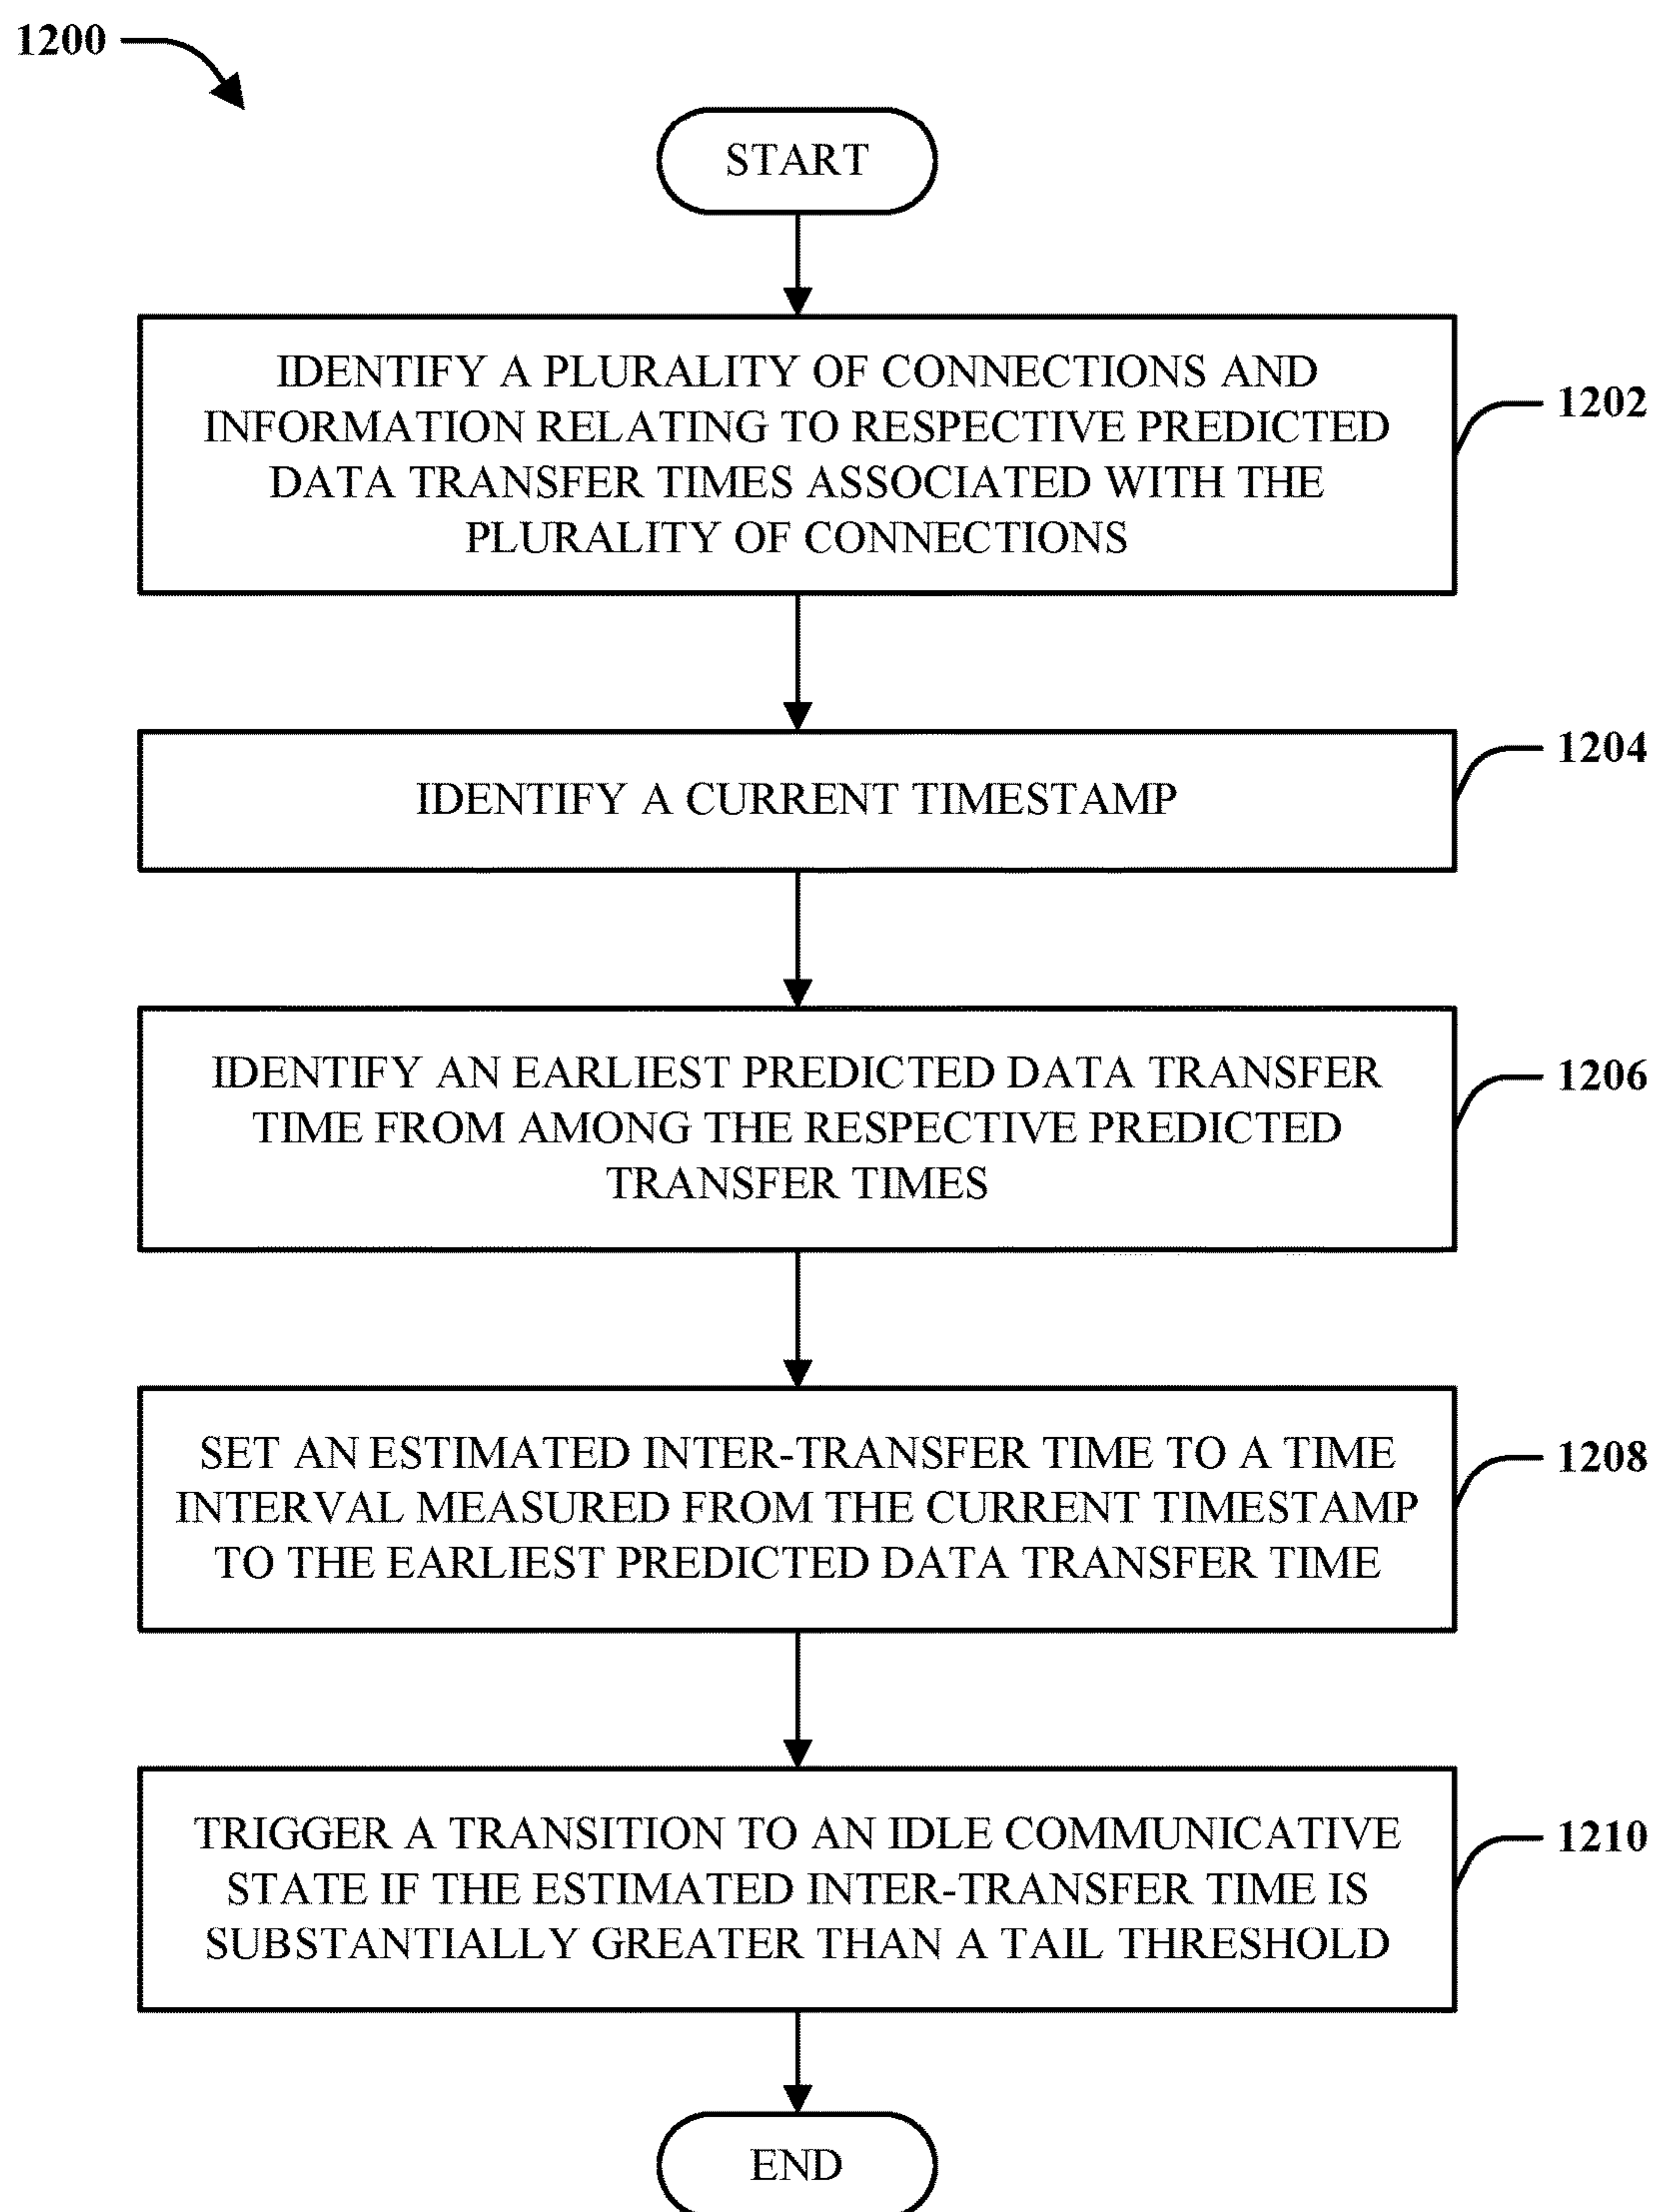 1200
START
IDENTIFY A PLURALITY OF CONNECTIONS AND
INFORMATION RELATING TO RESPECTIVE PREDICTED
DATA TRANSFER TIMES ASSOCIATED WITH THE
PLURALITY OF CONNECTIONS
1202
IDENTIFY A CURRENT TIMESTAMP
1204
IDENTIFY AN EARLIEST PREDICTED DATA TRANSFER
TIME FROM AMONG THE RESPECTIVE PREDICTED
TRANSFER TIMES
1206
SET AN ESTIMATED INTER-TRANSFER TIME TO A TIME
INTERVAL MEASURED FROM THE CURRENT TIMESTAMP
TO THE EARLIEST PREDICTED DATA TRANSFER TIME
1208
TRIGGER A TRANSITION TO AN IDLE COMMUNICATIVE
STATE IF THE ESTIMATED INTER-TRANSFER TIME IS
SUBSTANTIALLY GREATER THAN A TAIL THRESHOLD
1210
END